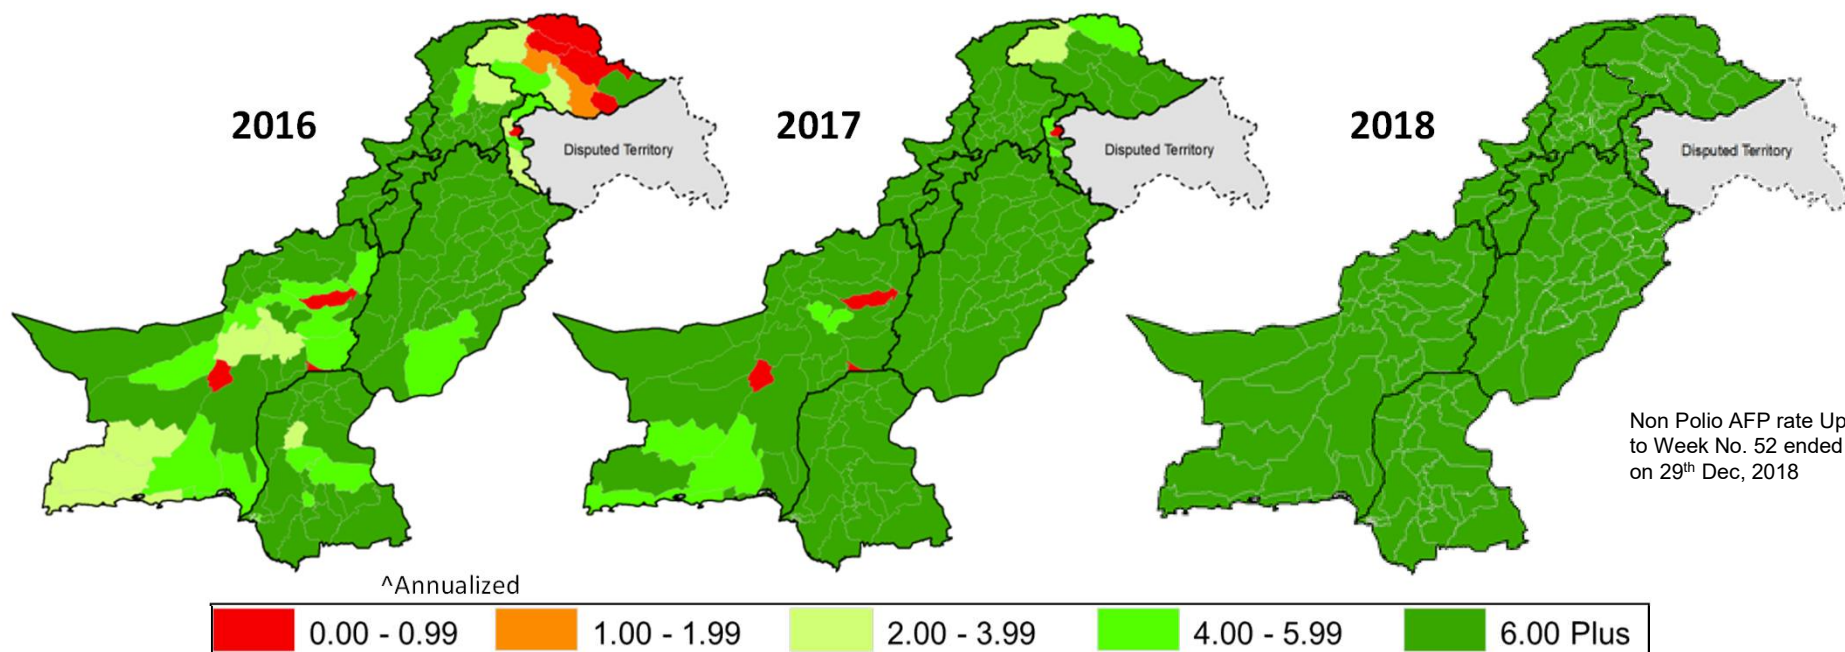 2016
2017
2018
Disputed Territory
Disputed Territory
Disputed Territory
Non Polio AFP rate Up
to Week No. 52 ended
on 29th Dec, 2018
^Annualized
0.00 - 0.99
1.00 - 1.99
2.00 - 3.99
4.00 - 5.99
6.00 Plus